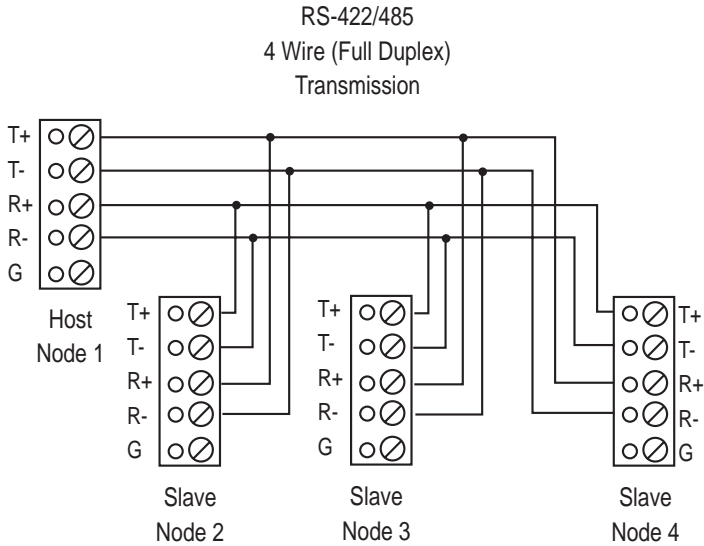 RS-422/485
4 Wire (Full Duplex)
Transmission
T+
T-
R+
R-
G
Host
Node 1
T+
T-
R+
R-
G
Slave
Node 2
T+
T-
R+
R-
G
Slave
Node 3
T+
T-
R+
R-
G
Slave
Node 4